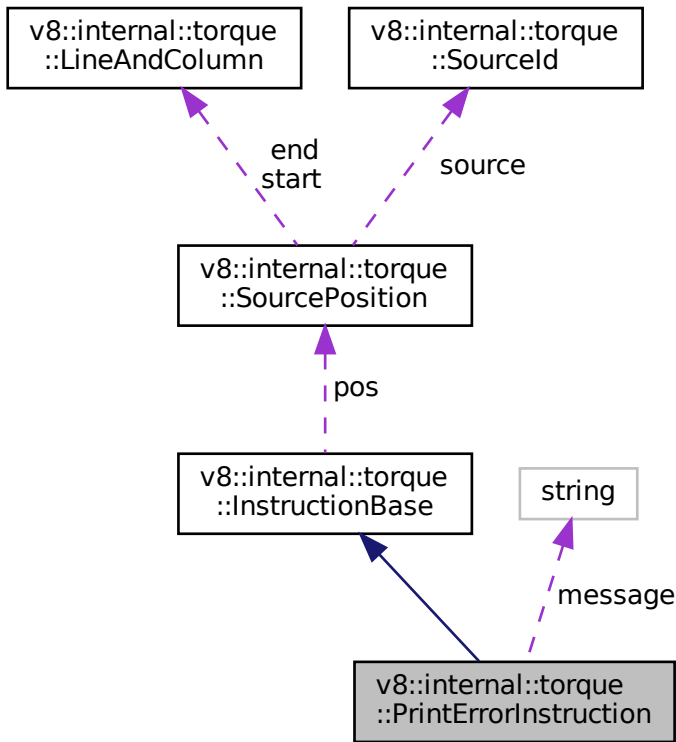 v8::internal::torque
::LineAndColumn
v8::internal::torque
::SourceId
end
start
source
v8::internal::torque
::SourcePosition
pos
v8::internal::torque
::InstructionBase
string
message
v8::internal::torque
::PrintErrorInstruction